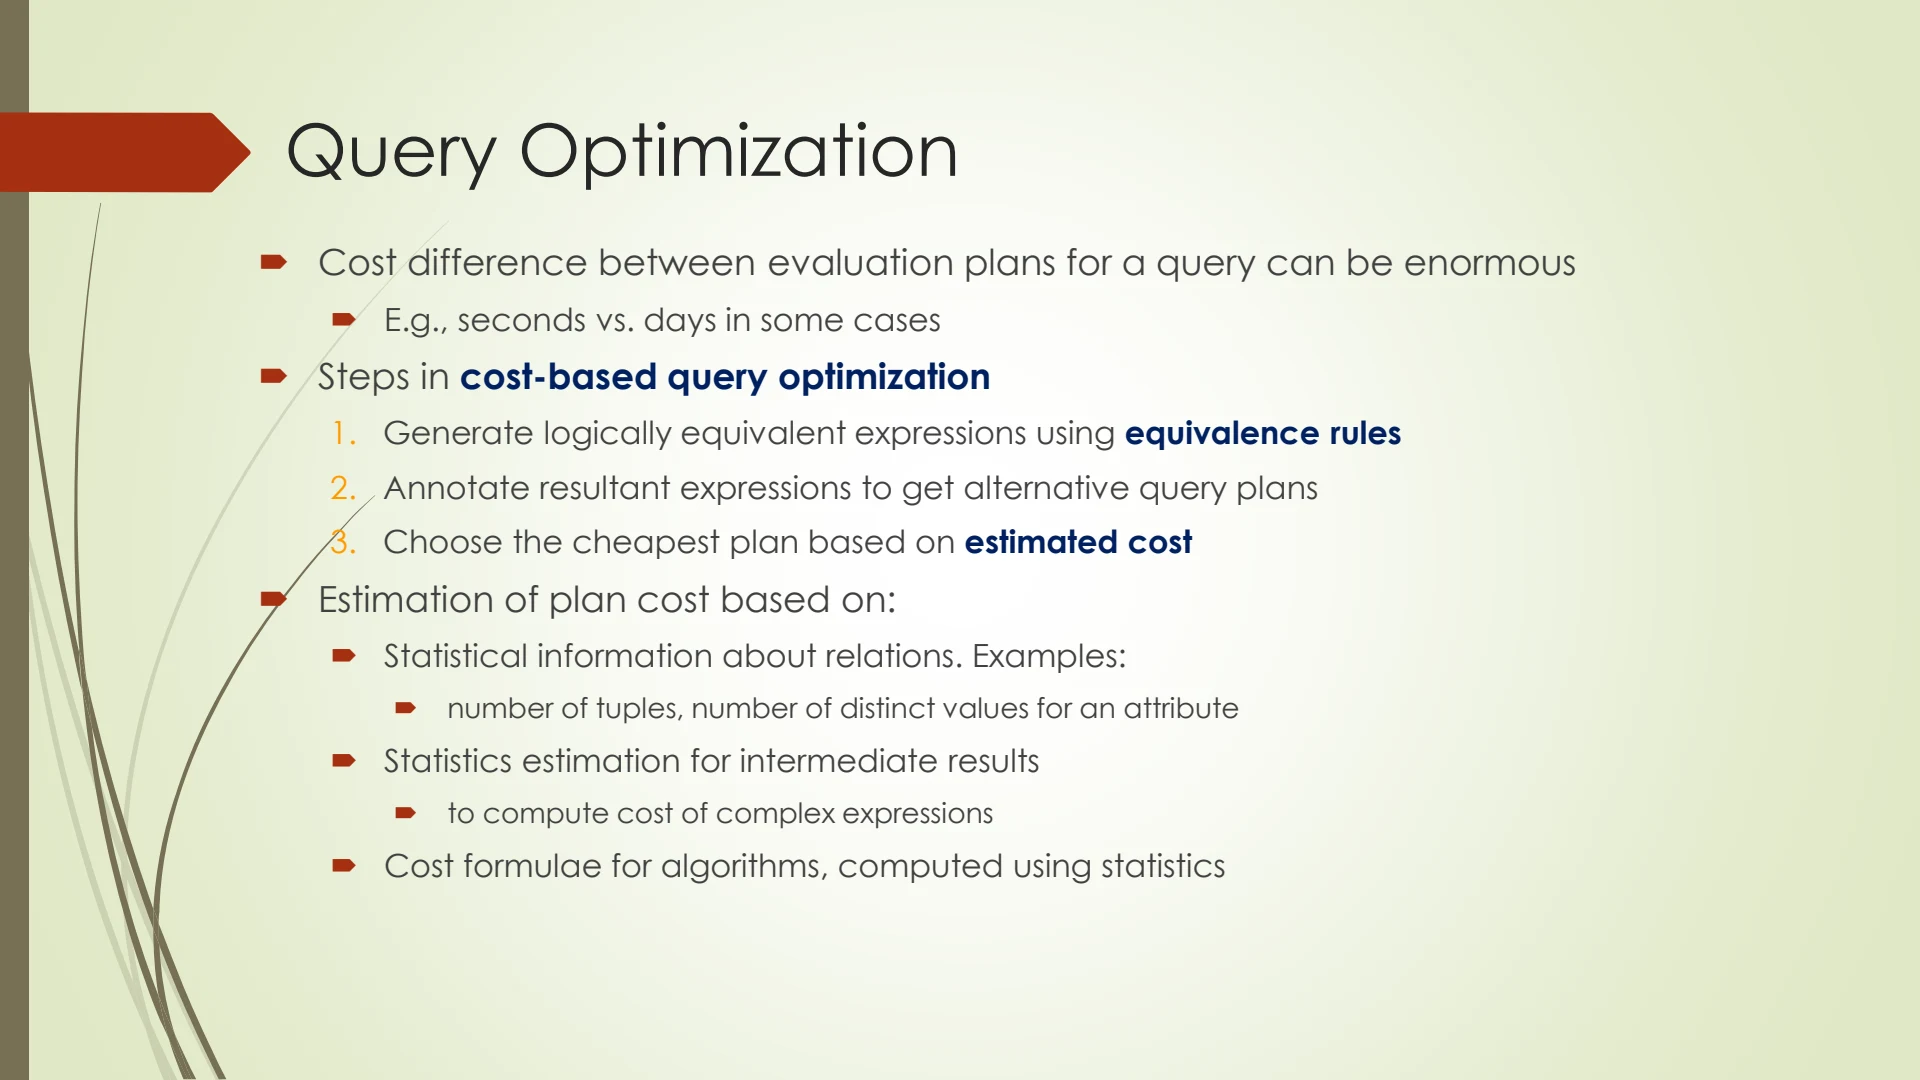 Query Optimization
Cost difference between evaluation plans for a query can be enormous
E.g., seconds vs. days in some cases
Steps in cost-based query optimization
1. Generate logically equivalent expressions using equivalence rules
2. Annotate resultant expressions to get alternative query plans
3. Choose the cheapest plan based on estimated cost
Estimation of plan cost based on:
Statistical information about relations. Examples:
number of tuples, number of distinct values for an attribute
Statistics estimation for intermediate results
to compute cost of complex expressions
Cost formulae for algorithms, computed using statistics